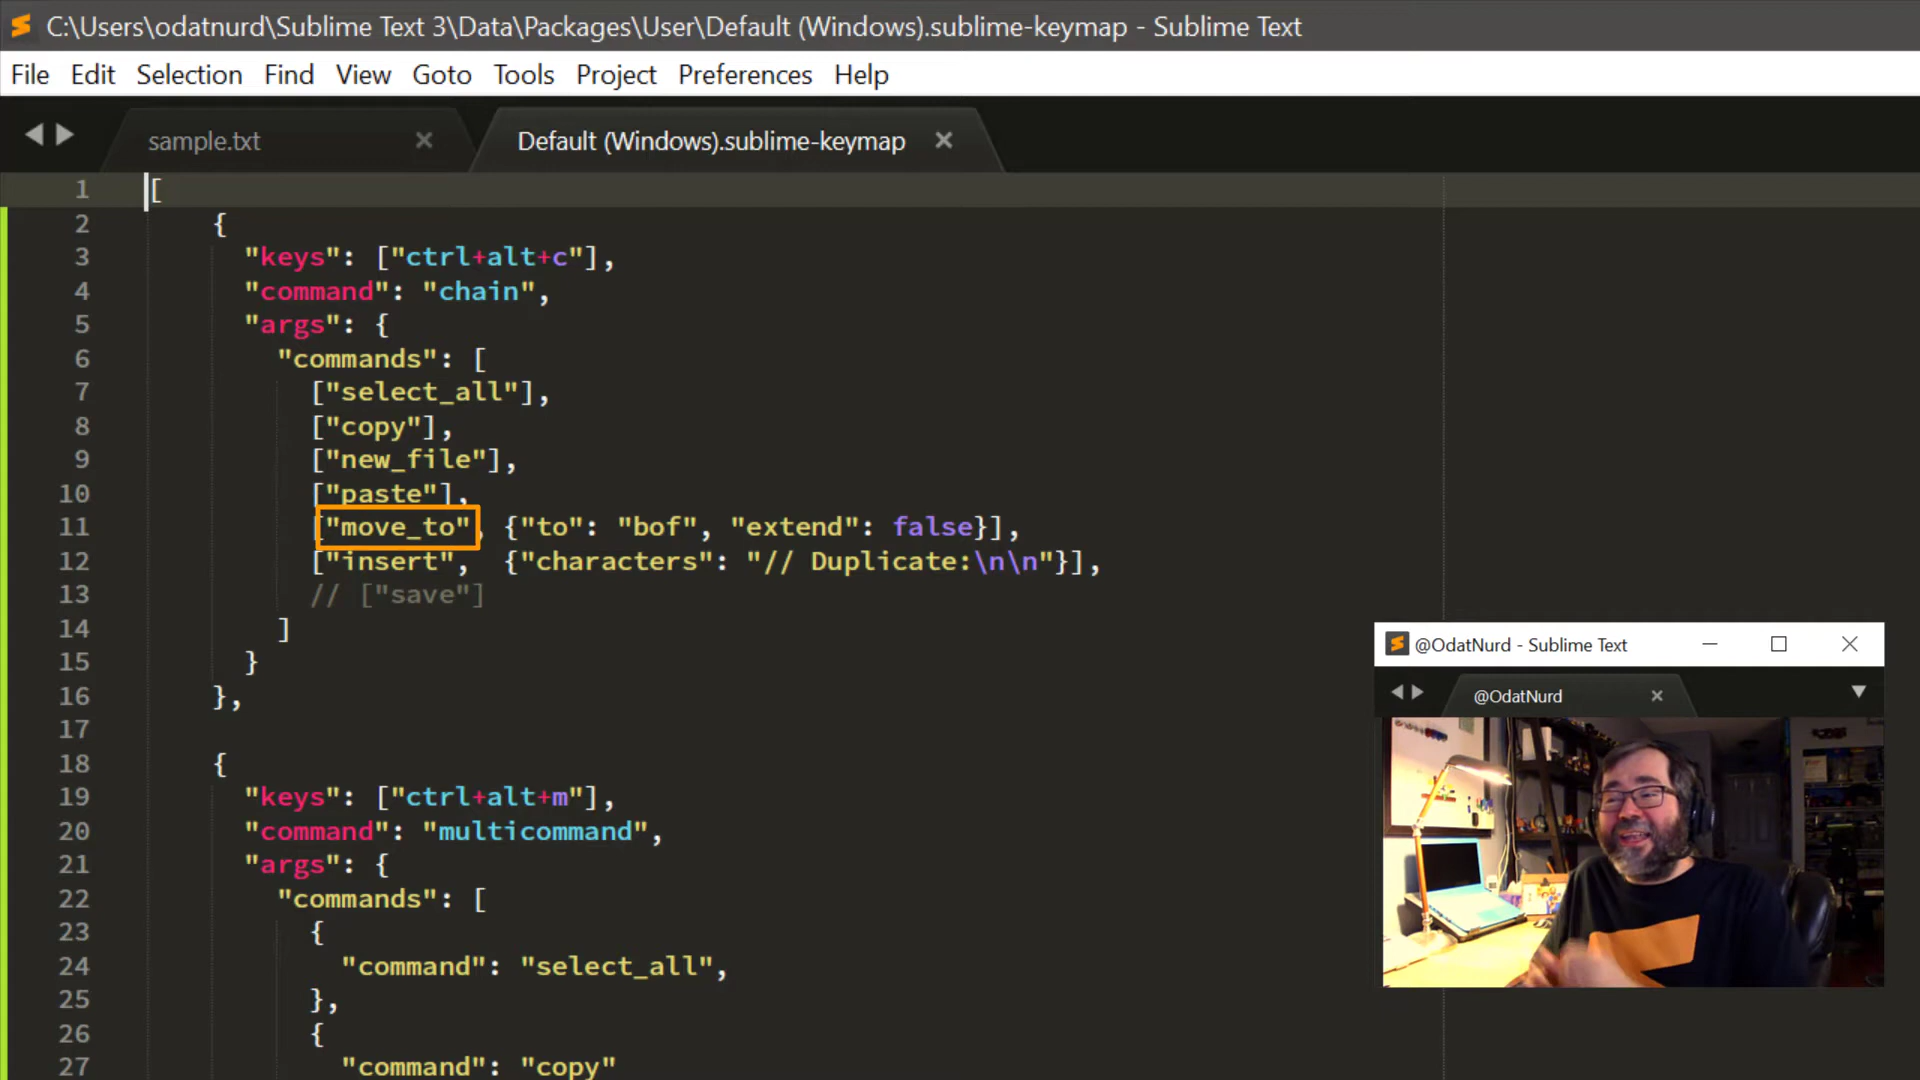 C:\Users\odatnurd\Sublime Text 3\Data\Packages\User\Default (Windows).sublime-keymap - Sublime Text
File Edit Selection Find View Goto Tools Project Preferences Help
sample.txt Default (Windows).sublime-keymap
1 [
2 {
3 "keys": ["ctrl+alt+c"],
4 "command": "chain",
5 "args": {
6 "commands": [
7 ["select_all"],
8 ["copy"],
9 ["new_file"],
10 ["paste"],
11 ["move_to", {"to": "bof", "extend": false}],
12 ["insert", {"characters": "// Duplicate:\n\n"}],
13 // ["save"]
14 ]
15 }
16 },
17
18 {
19 "keys": ["ctrl+alt+m"],
20 "command": "multicommand",
21 "args": {
22 "commands": [
23 {
24 "command": "select_all",
25 },
26 {
27 "command": "copy"
@OdatNurd - Sublime Text
@OdatNurd